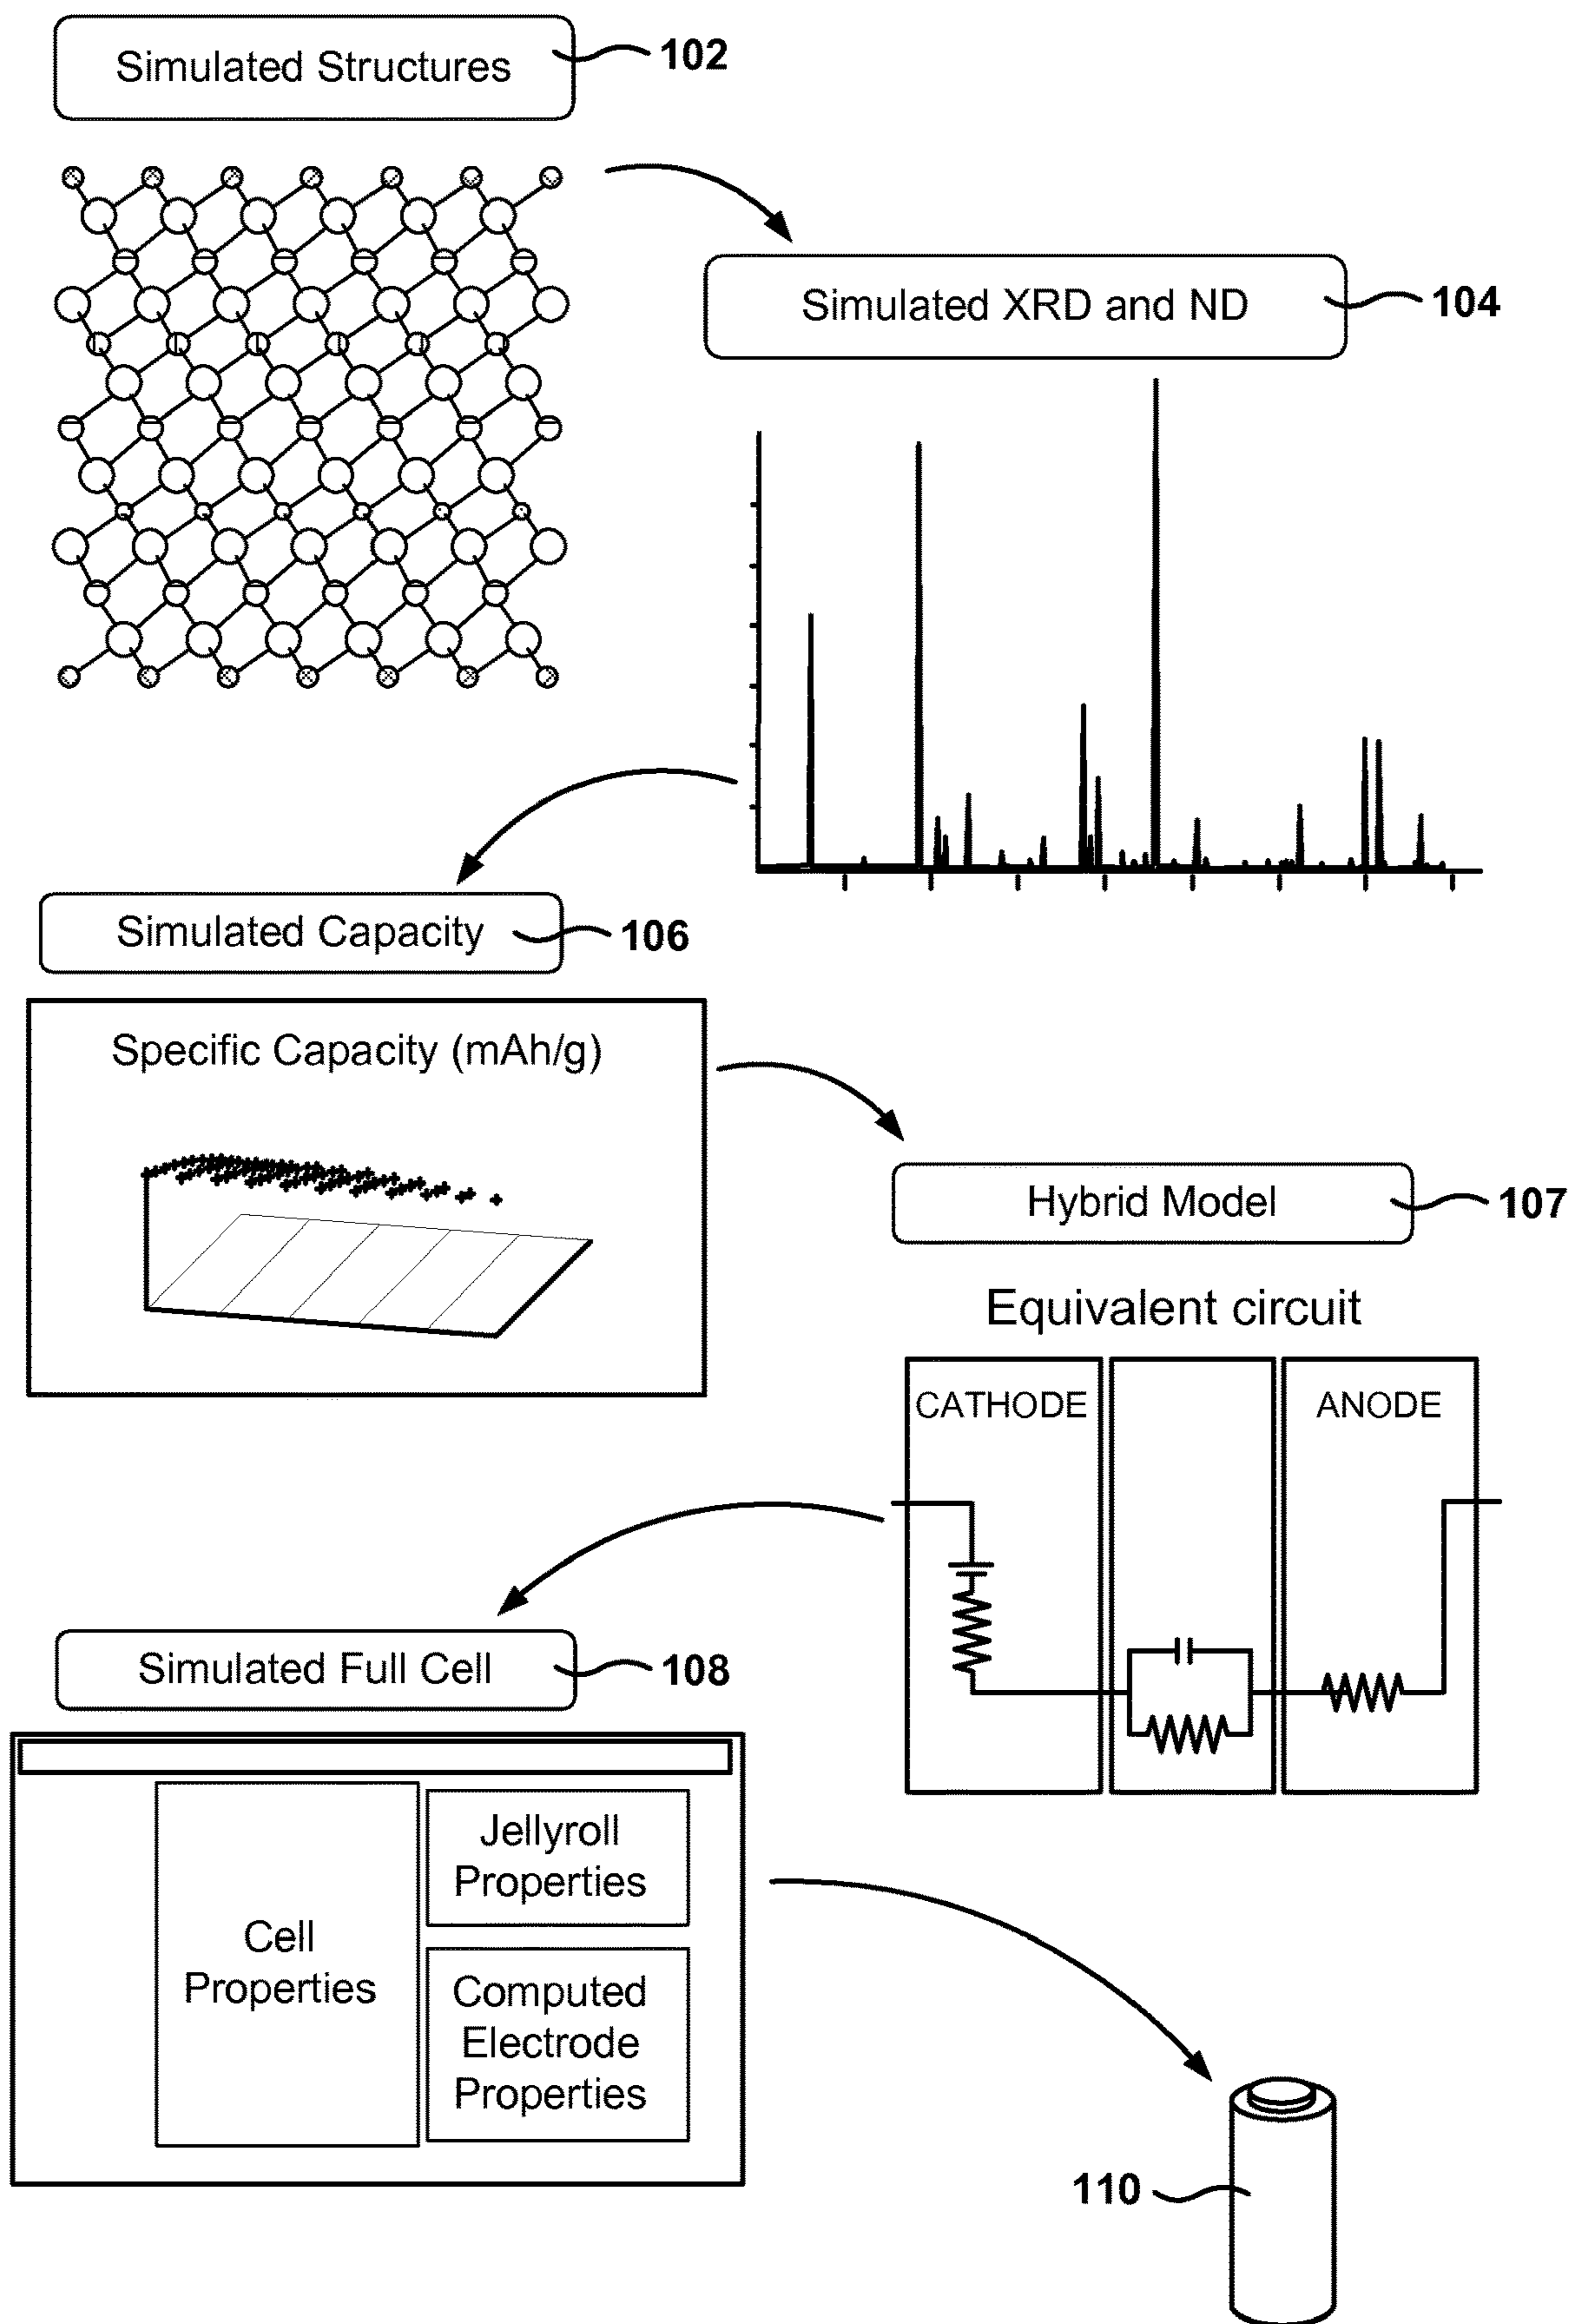 Simulated Structures
102
Simulated XRD and ND
104
Simulated Capacity
106
Specific Capacity (mAh/g)
Hybrid Model
107
Equivalent circuit
CATHODE
ANODE
Simulated Full Cell
108
Cell
Properties
Jellyroll
Properties
Computed
Electrode
Properties
110